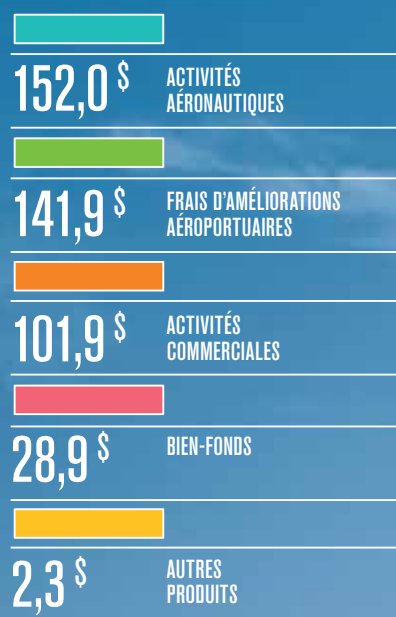 152,0 $
ACTIVITÉS
AÉRONAUTIQUES
141,9 $
FRAIS D'AMÉLIORATIONS
AÉROPORTUAIRES
101,9 $
ACTIVITÉS
COMMERCIALES
28,9 $
BIEN-FONDS
2,3 $
AUTRES
PRODUITS